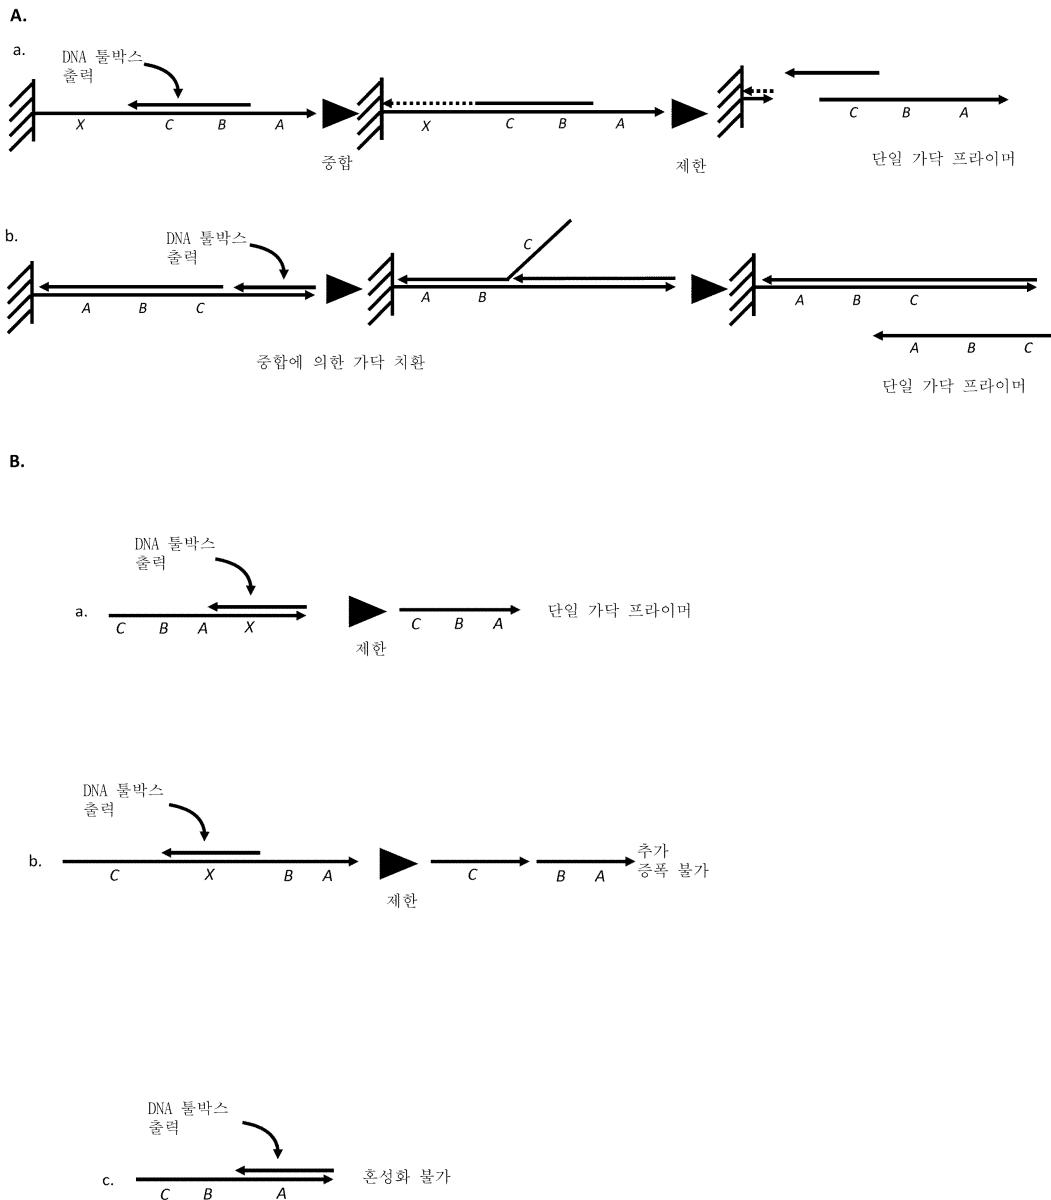 A.
a.
DNA 툴박스
출력
X C B A
중합
X C B A
제한
C B A
단일 가닥 프라이머
b.
DNA 툴박스
출력
A B C
중합에 의한 가닥 치환
C
A B
A B C
A B C
단일 가닥 프라이머
B.
DNA 툴박스
출력
a.
C B A X
제한
C B A
단일 가닥 프라이머
DNA 툴박스
출력
b.
C X B A
제한
C B A
추가
증폭 불가
DNA 툴박스
출력
c.
C B A
혼성화 불가